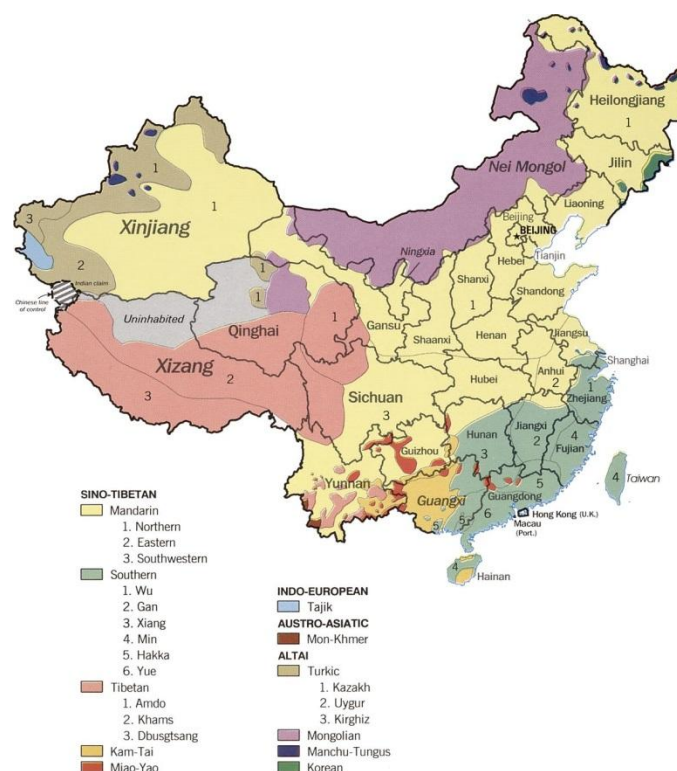 Heilongjiang
1
Jilin
Nei Mongol
Liaoning
1
Xinjiang
1
3
2
Beijing
BEIJING
Tianjin
Hebei
Ningxia
Shanxi
1
Shandong
Indian claim
Chinese line
of control
1
1
Uninhabited
Qinghai
1
Gansu
Shaanxi
Henan
Jiangsu
Xizang
2
3
Sichuan
3
Hubei
Anhui
2
Shanghai
1
Zhejiang
Hunan
3
Jiangxi
2
4
Fujian
Guizhou
Yunnan
Guangxi
5
5
5
Guangdong
6
4
Taiwan
Hong Kong (U.K.)
Macau
(Port.)
4
Hainan
SINO-TIBETAN
Mandarin
1. Northern
2. Eastern
3. Southwestern
Southern
1. Wu
2. Gan
3. Xiang
4. Min
5. Hakka
6. Yue
Tibetan
1. Amdo
2. Khams
3. Dbusgtsang
Kam-Tai
Miao-Yao
INDO-EUROPEAN
Tajik
AUSTRO-ASIATIC
Mon-Khmer
ALTAI
Turkic
1. Kazakh
2. Uygur
3. Kirghiz
Mongolian
Manchu-Tungus
Korean